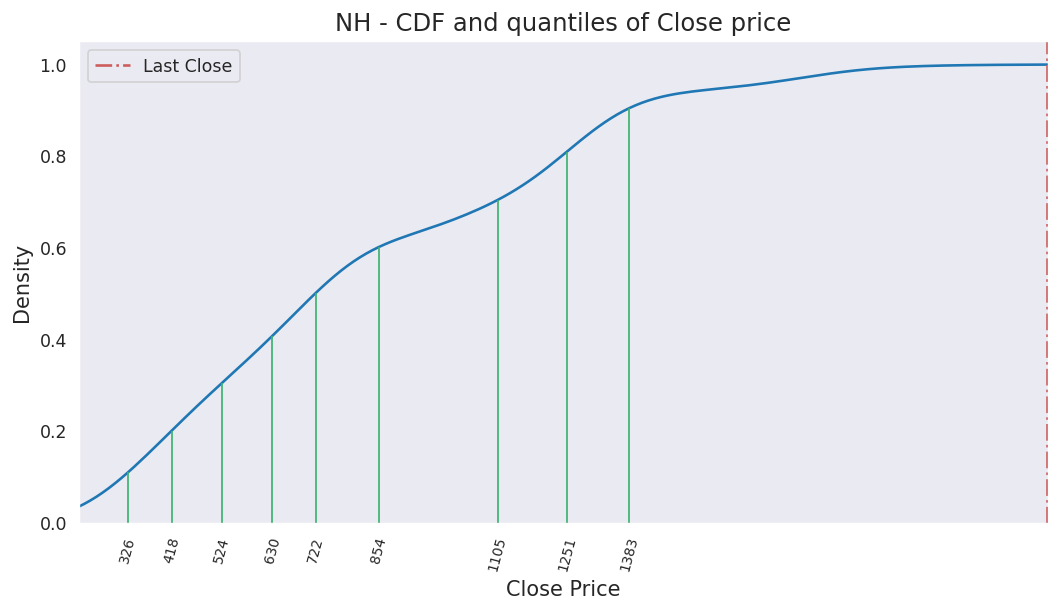 NH - CDF and quantiles of Close price
Last Close
Density
1.0
0.8
0.6
0.4
0.2
0.0
326 418 524 630 722 854 1105 1251 1383
Close Price